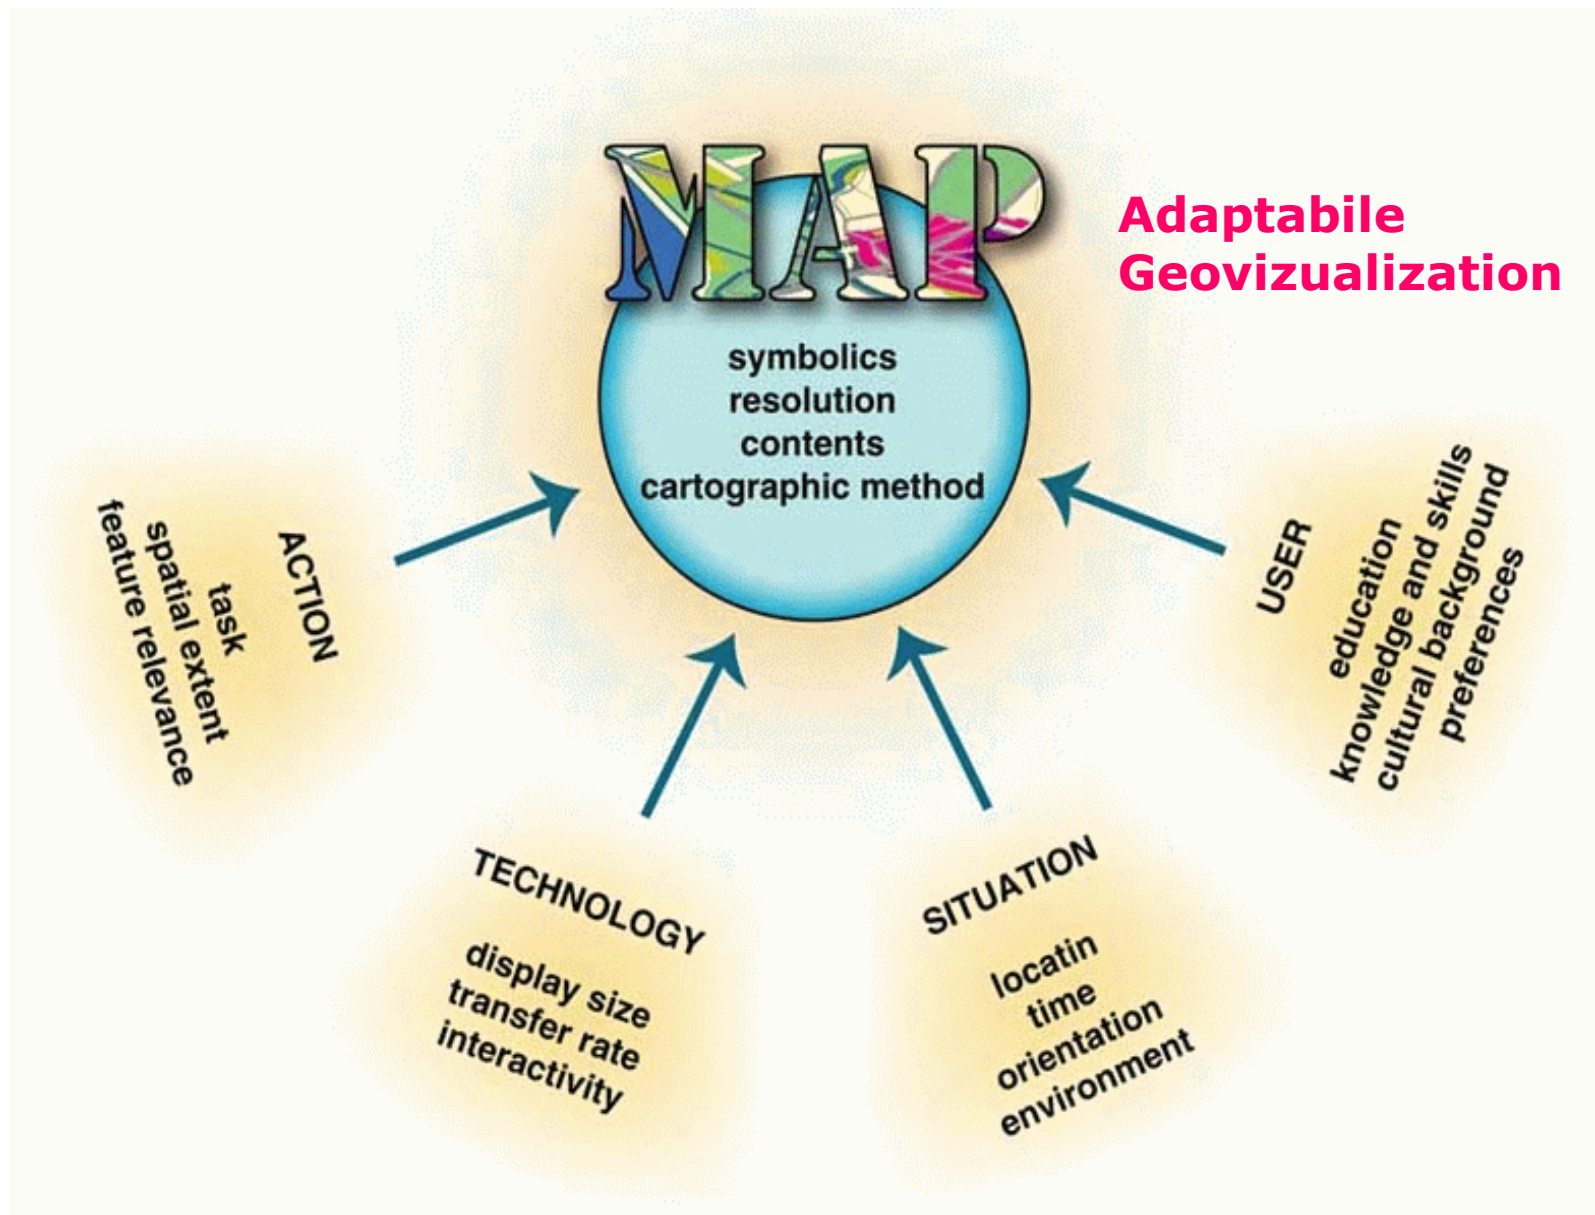 MAP
Adaptabile
Geovizualization
symbolics
resolution
contents
cartographic method
ACTION
task
spatial extent
feature relevance
TECHNOLOGY
display size
transfer rate
interactivity
SITUATION
locatin
time
orientation
environment
USER
education
knowledge and skills
cultural background
preferences